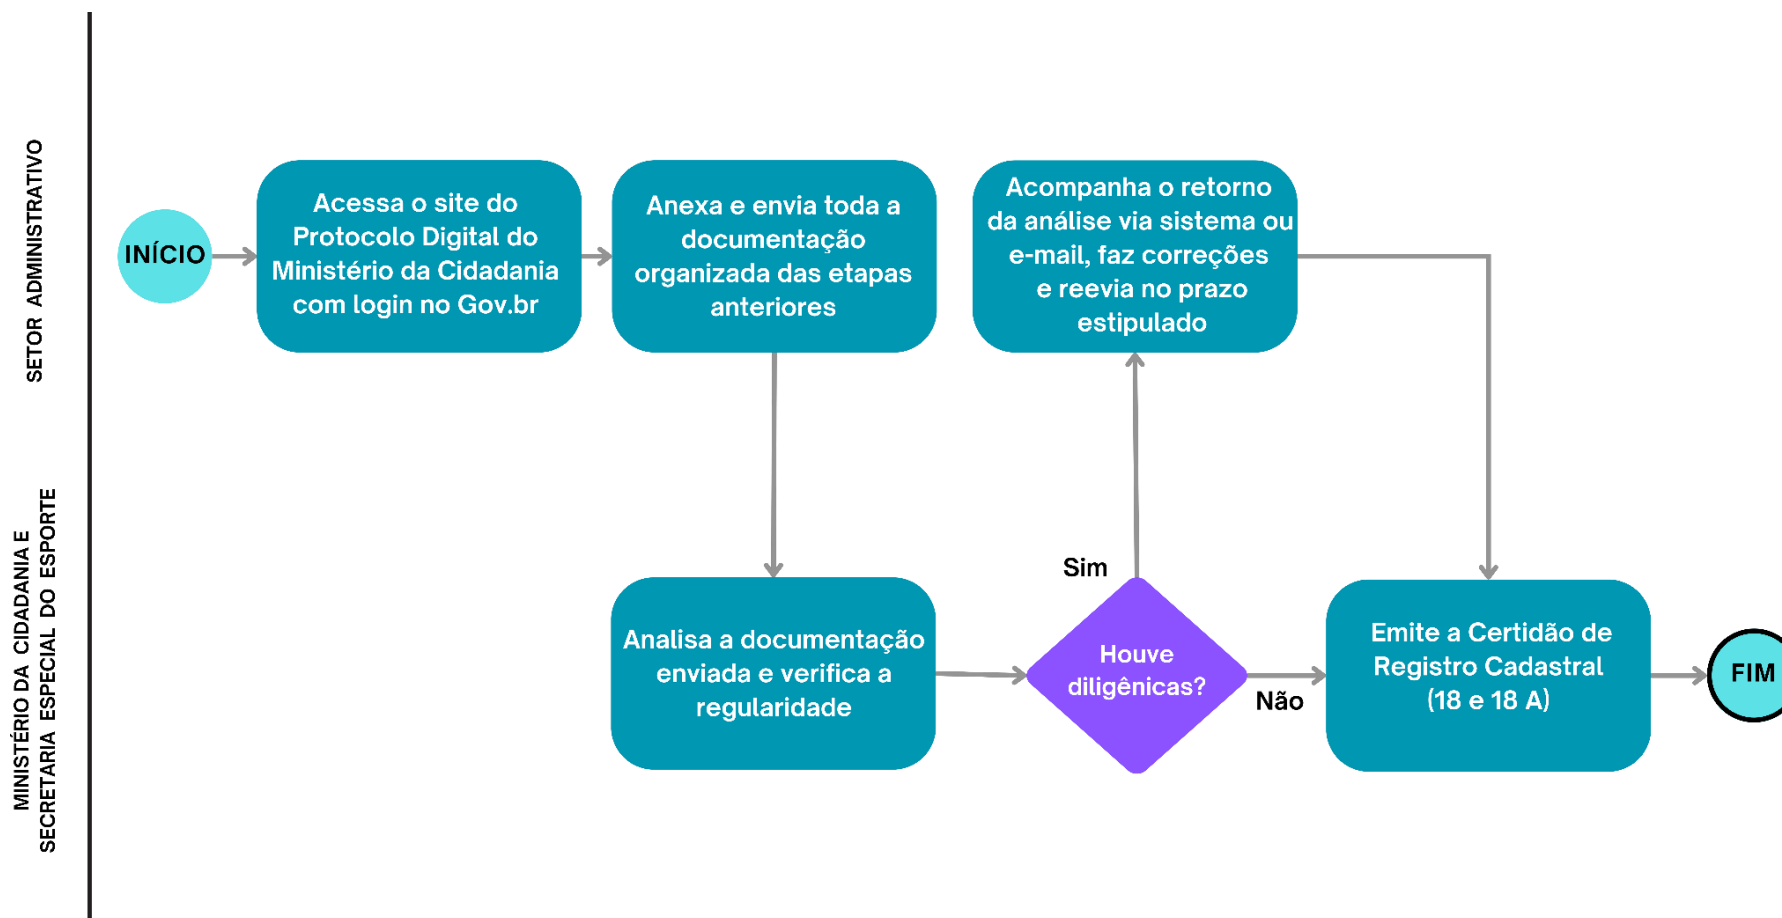 SETOR ADMINISTRATIVO
INÍCIO
Acessa o site do
Protocolo Digital do
Ministério da Cidadania
com login no Gov.br
Anexa e envia toda a
documentação
organizada das etapas
anteriores
Acompanha o retorno
da análise via sistema ou
e-mail, faz correções
e reevia no prazo
estipulado
MINISTÉRIO DA CIDADANIA E
SECRETARIA ESPECIAL DO ESPORTE
Analisa a documentação
enviada e verifica a
regularidade
Sim
Houve
diligênicas?
Não
Emite a Certidão de
Registro Cadastral
(18 e 18 A)
FIM